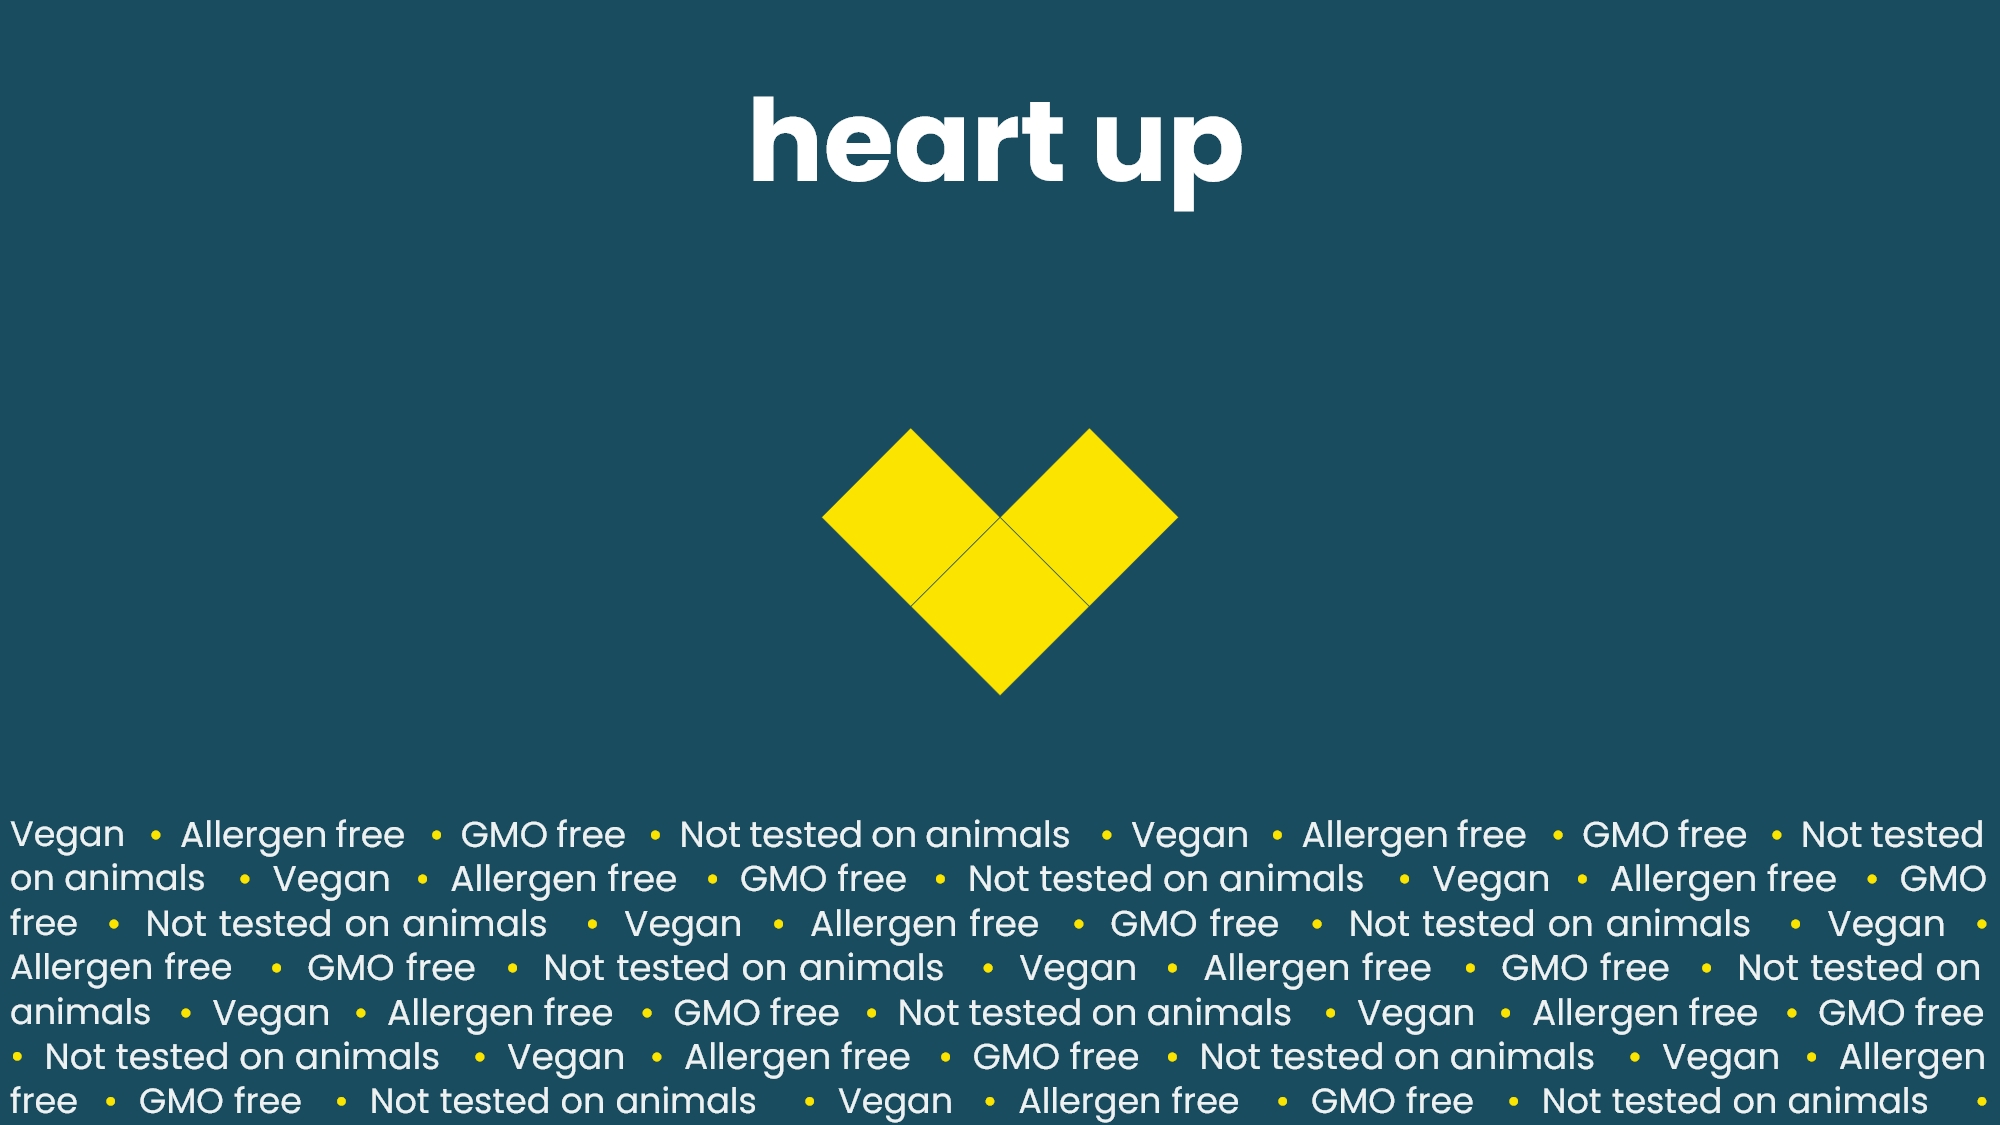 heart up
Vegan • Allergen free • GMO free • Not tested on animals • Vegan • Allergen free • GMO free • Not tested
on animals • Vegan • Allergen free • GMO free • Not tested on animals • Vegan • Allergen free • GMO
free • Not tested on animals • Vegan • Allergen free • GMO free • Not tested on animals • Vegan •
Allergen free • GMO free • Not tested on animals • Vegan • Allergen free • GMO free • Not tested on
animals • Vegan • Allergen free • GMO free • Not tested on animals • Vegan • Allergen free • GMO free
• Not tested on animals • Vegan • Allergen free • GMO free • Not tested on animals • Vegan • Allergen
free • GMO free • Not tested on animals • Vegan • Allergen free • GMO free • Not tested on animals •